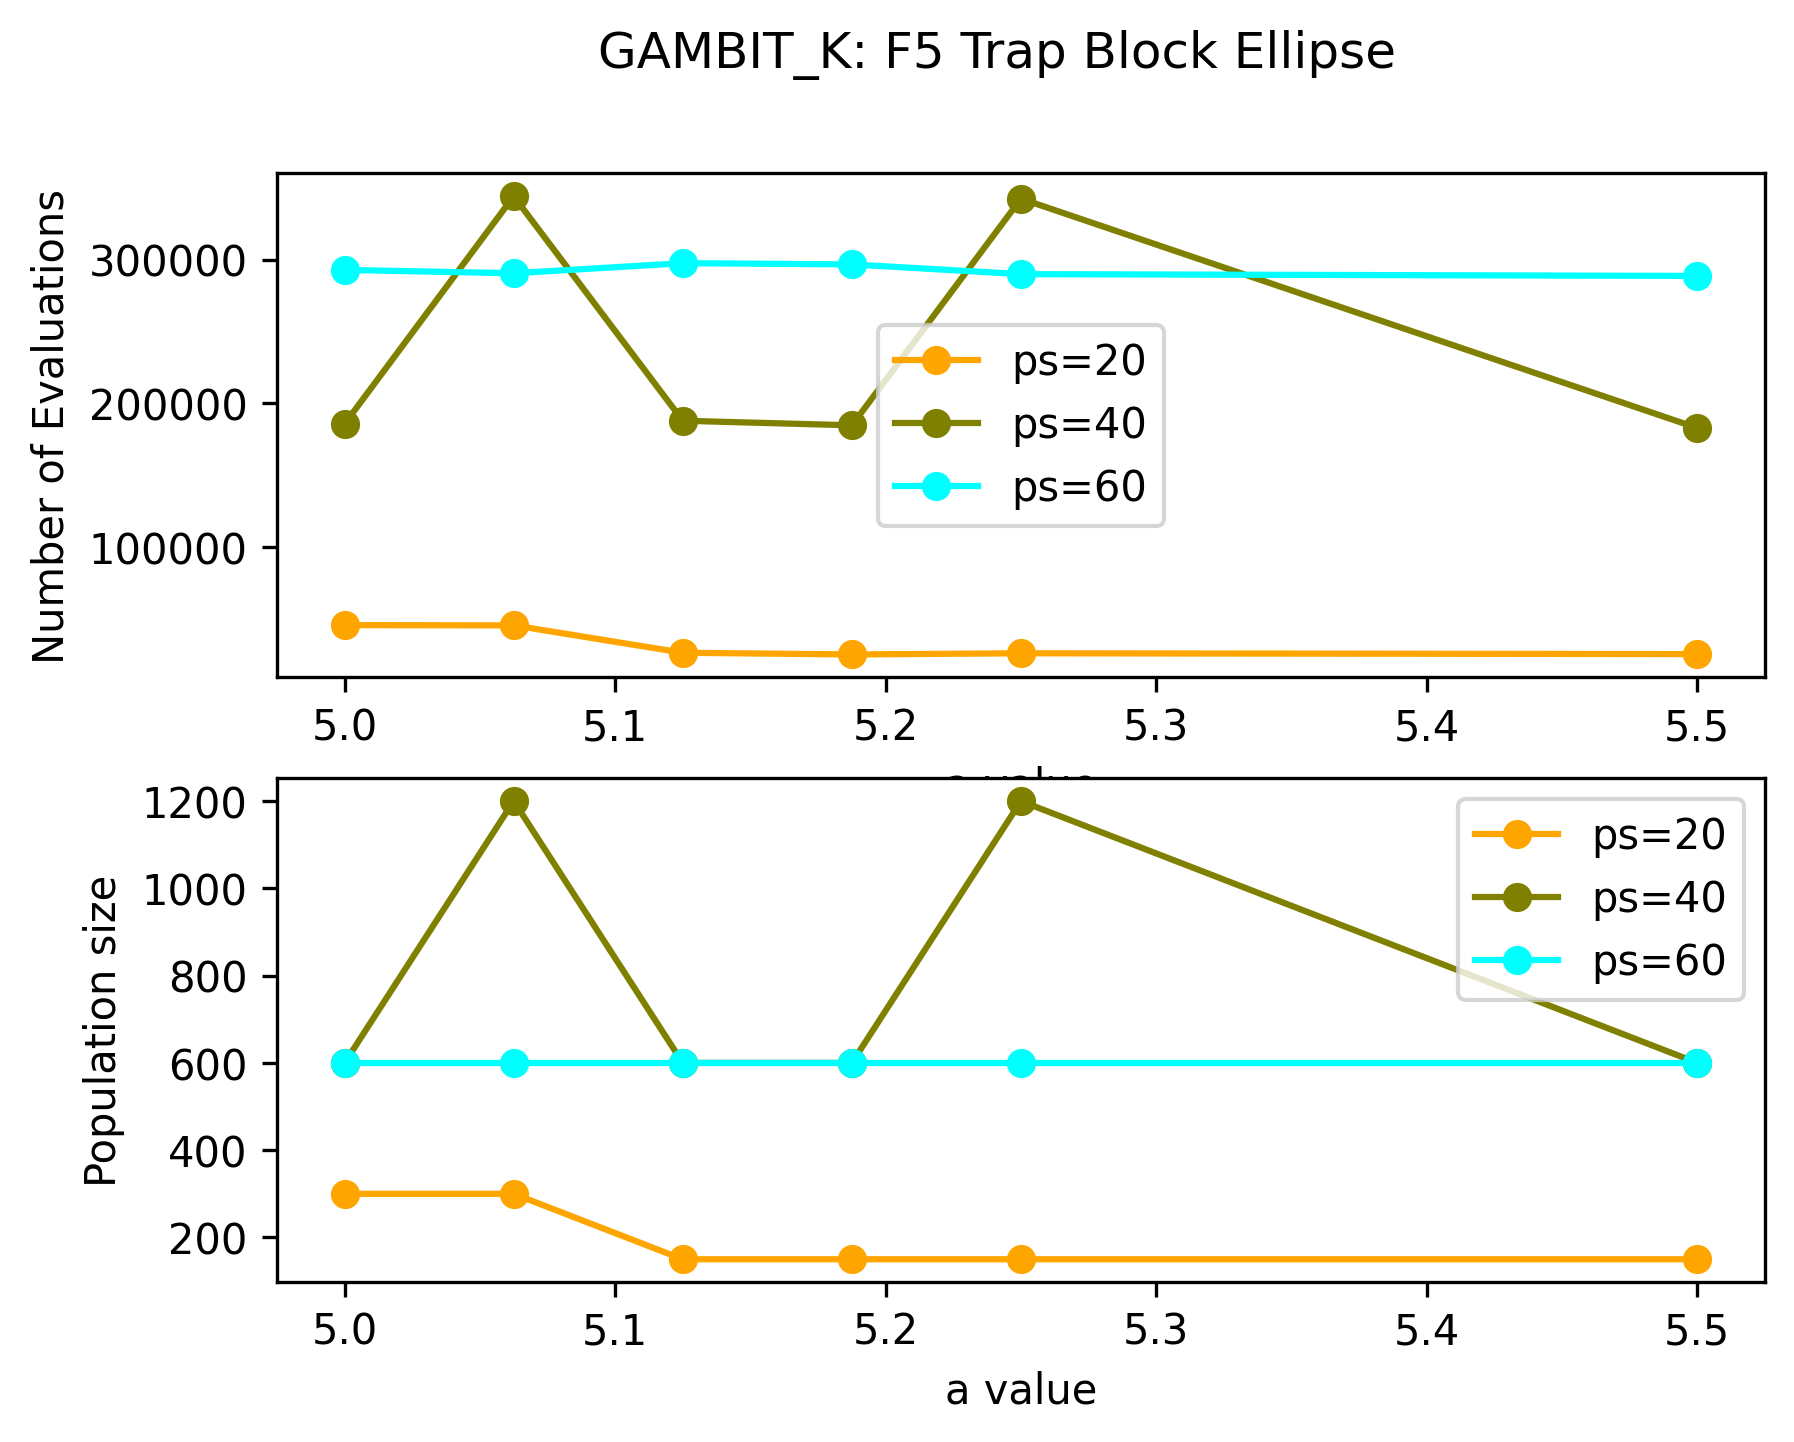 GAMBIT_K: F5 Trap Block Ellipse
Number of Evaluations
300000
200000
100000
ps=20
ps=40
ps=60
5.0 5.1 5.2 5.3 5.4 5.5
a value
Population size
1200
1000
800
600
400
200
ps=20
ps=40
ps=60
5.0 5.1 5.2 5.3 5.4 5.5
a value